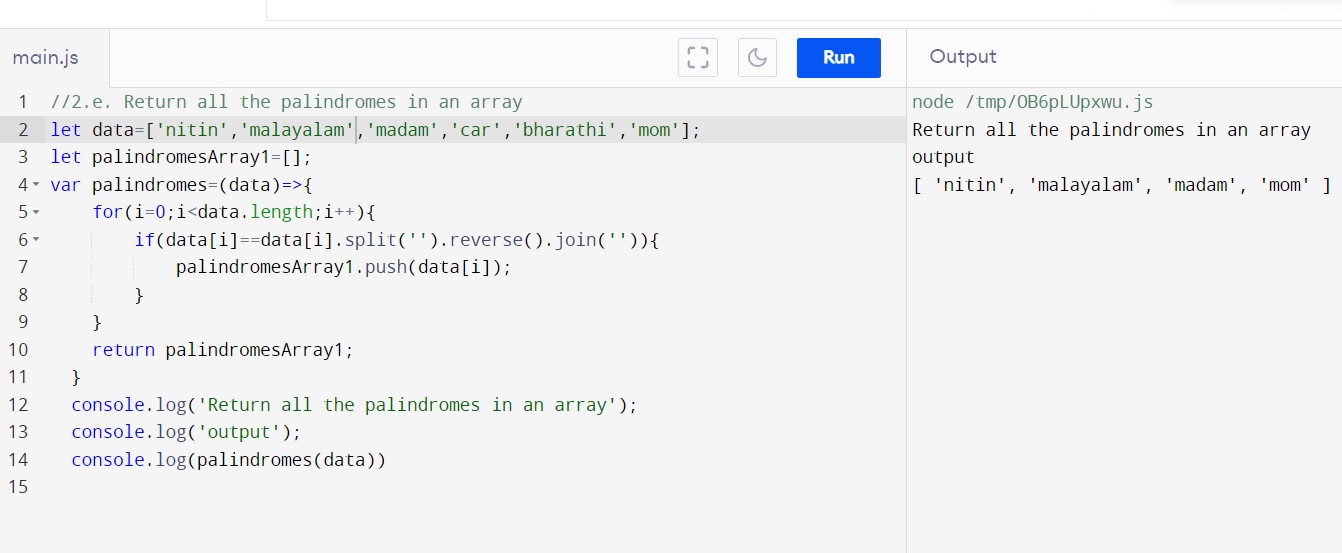 main.js
Run
Output
1 //2.e. Return all the palindromes in an array
2 let data=['nitin','malayalam','madam','car','bharathi','mom'];
3 let palindromesArray1=[];
4 var palindromes=(data)=>{
5     for(i=0;i<data.length;i++){
6         if(data[i]==data[i].split('').reverse().join('')){
7             palindromesArray1.push(data[i]);
8         }
9     }
10     return palindromesArray1;
11   }
12   console.log('Return all the palindromes in an array');
13   console.log('output');
14   console.log(palindromes(data))
15
node /tmp/OB6pLUpxwu.js
Return all the palindromes in an array
output
[ 'nitin', 'malayalam', 'madam', 'mom' ]